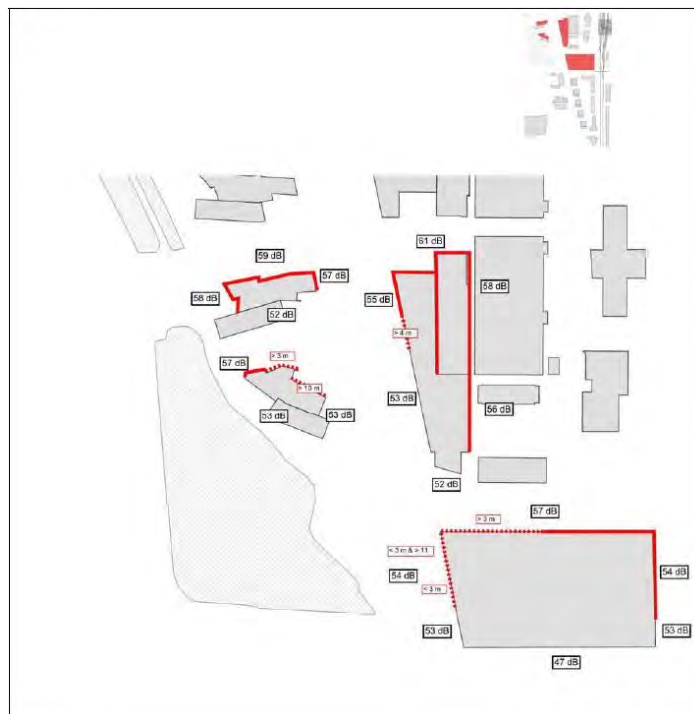 61 dB
59 dB
57 dB
58 dB
58 dB
55 dB
52 dB
> 4 m
> 3 m
57 dB
> 10 m
53 dB
56 dB
53 dB
53 dB
52 dB
57 dB
> 3 m
< 3 m & > 11
54 dB
54 dB
< 3 m
53 dB
53 dB
47 dB